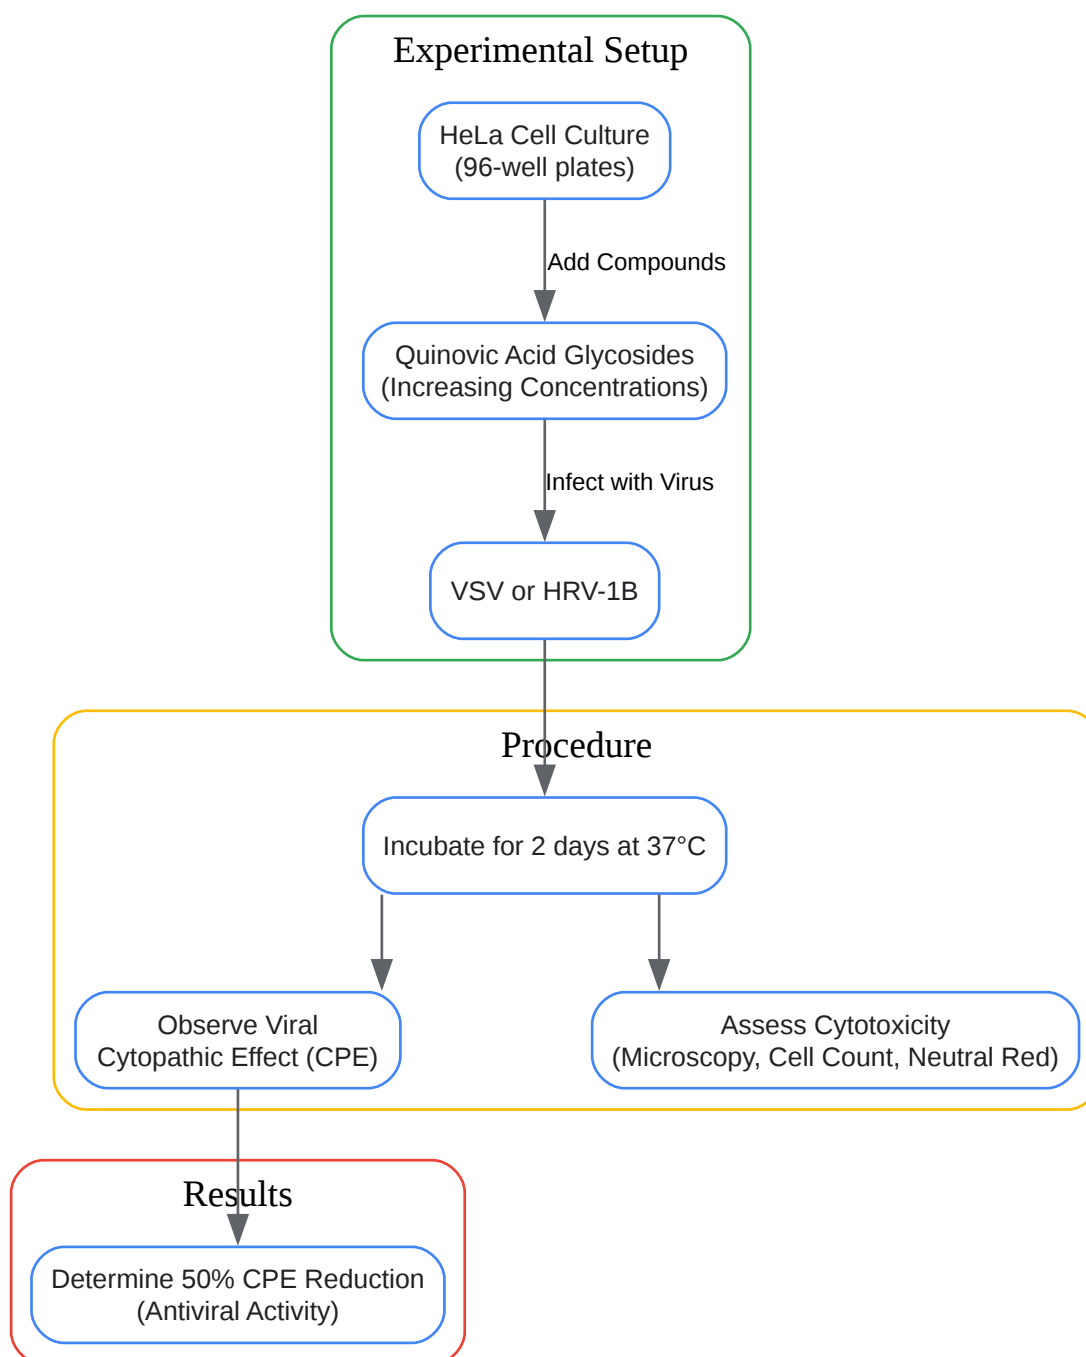 Experimental Setup
HeLa Cell Culture
(96-well plates)
Add Compounds
Quinovic Acid Glycosides
(Increasing Concentrations)
Infect with Virus
VSV or HRV-1B
Procedure
Incubate for 2 days at 37°C
Observe Viral
Cytopathic Effect (CPE)
Assess Cytotoxicity
(Microscopy, Cell Count, Neutral Red)
Results
Determine 50% CPE Reduction
(Antiviral Activity)